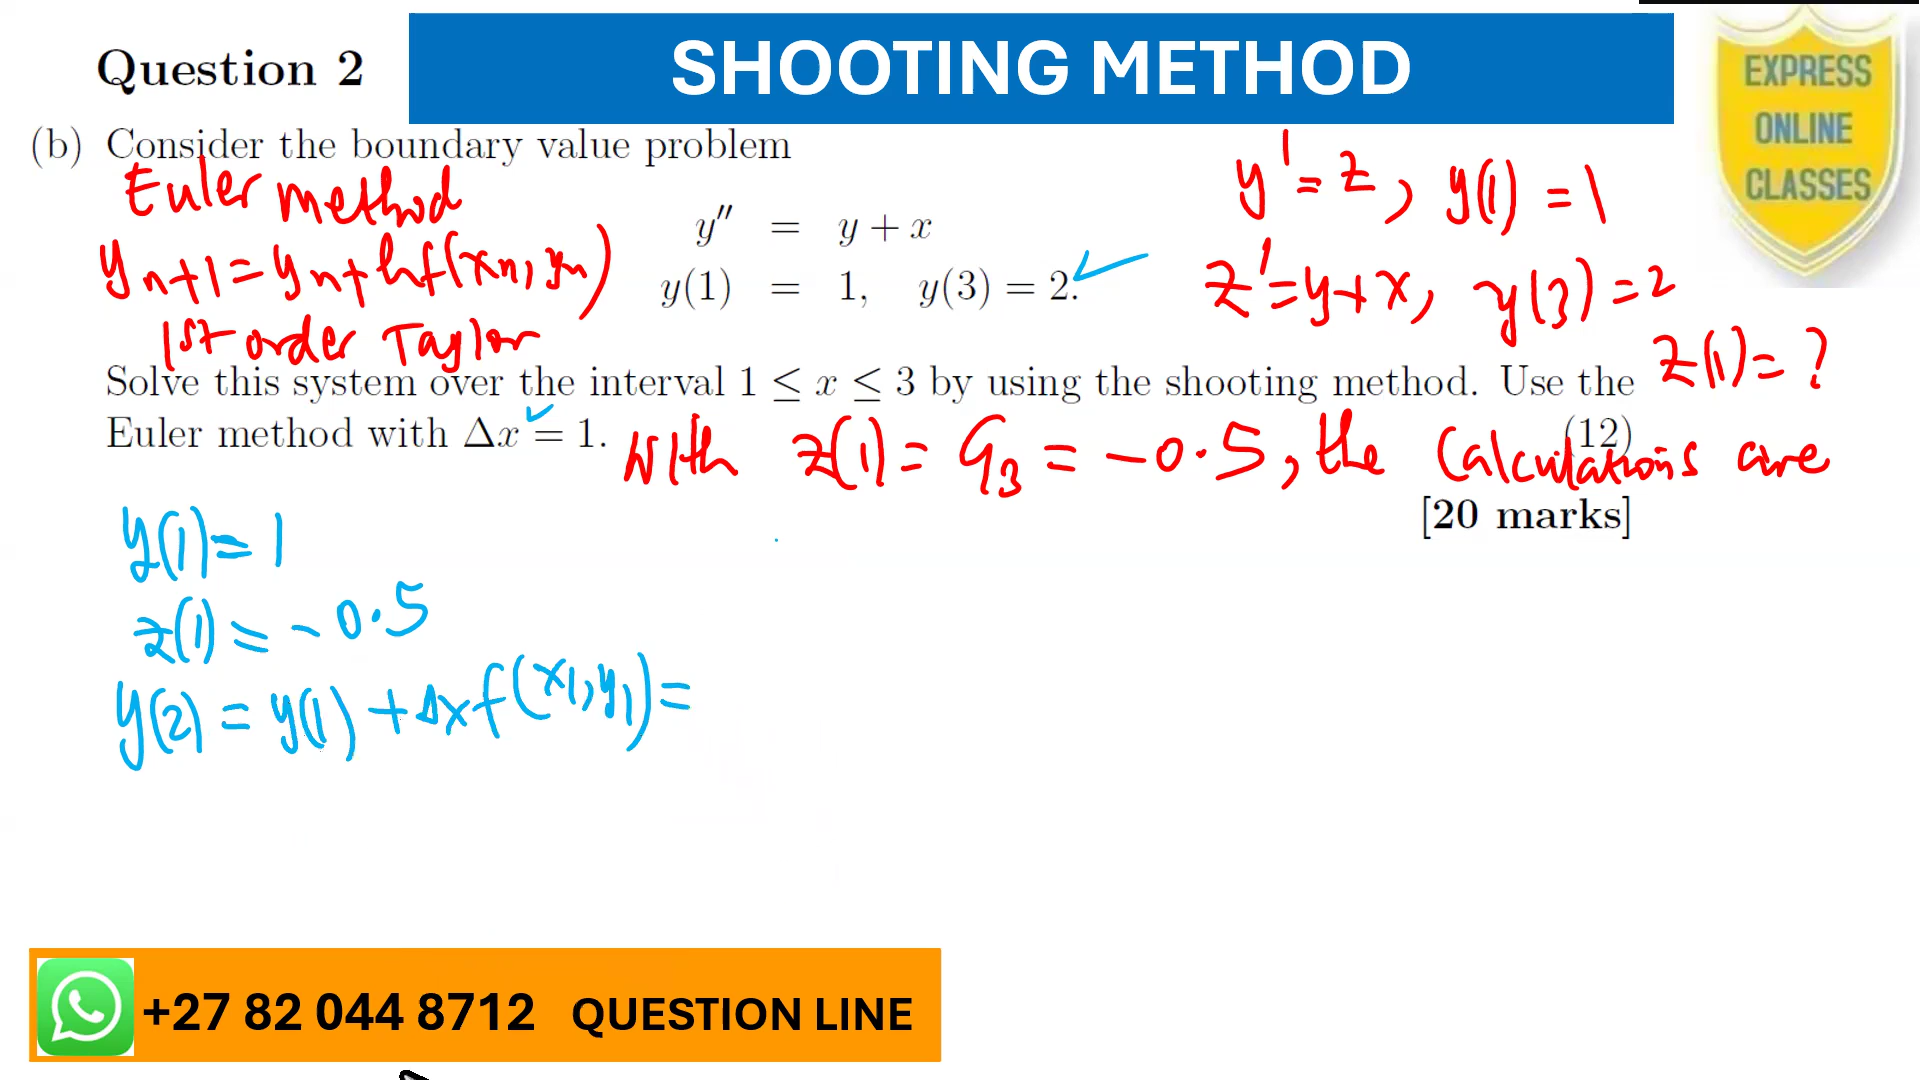 Question 2
SHOOTING METHOD
EXPRESS
ONLINE
CLASSES
(b) Consider the boundary value problem
Euler method
y n+1 = yn + hf(xn, yn)
1st order Taylor
y″ = y + x
y(1) = 1, y(3) = 2.
y' = z, y(1) = 1
z' = y+x, y(3) = 2
z(1) = ?
Solve this system over the interval 1 ≤ x ≤ 3 by using the shooting method. Use the
Euler method with Δx = 1.
(12)
With z(1) = G3 = -0.5, the Calculations are
[20 marks]
y(1) = 1
z(1) = -0.5
y(2) = y(1) + Δx f(x1, y1) =
+27 82 044 8712 QUESTION LINE